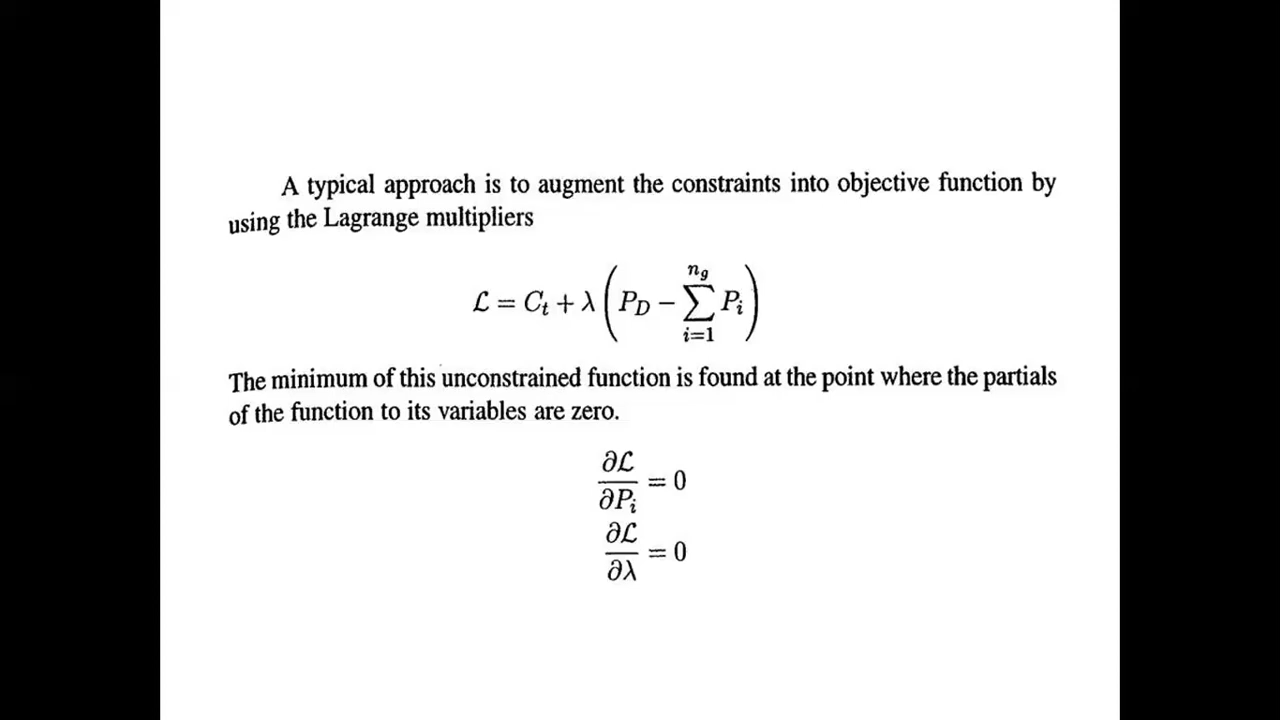 A typical approach is to augment the constraints into objective function by
using the Lagrange multipliers
ℒ = Cₜ + λ ( P_D − ∑_{i=1}^{n_g} P_i )
The minimum of this unconstrained function is found at the point where the partials
of the function to its variables are zero.
∂ℒ/∂P_i = 0
∂ℒ/∂λ = 0